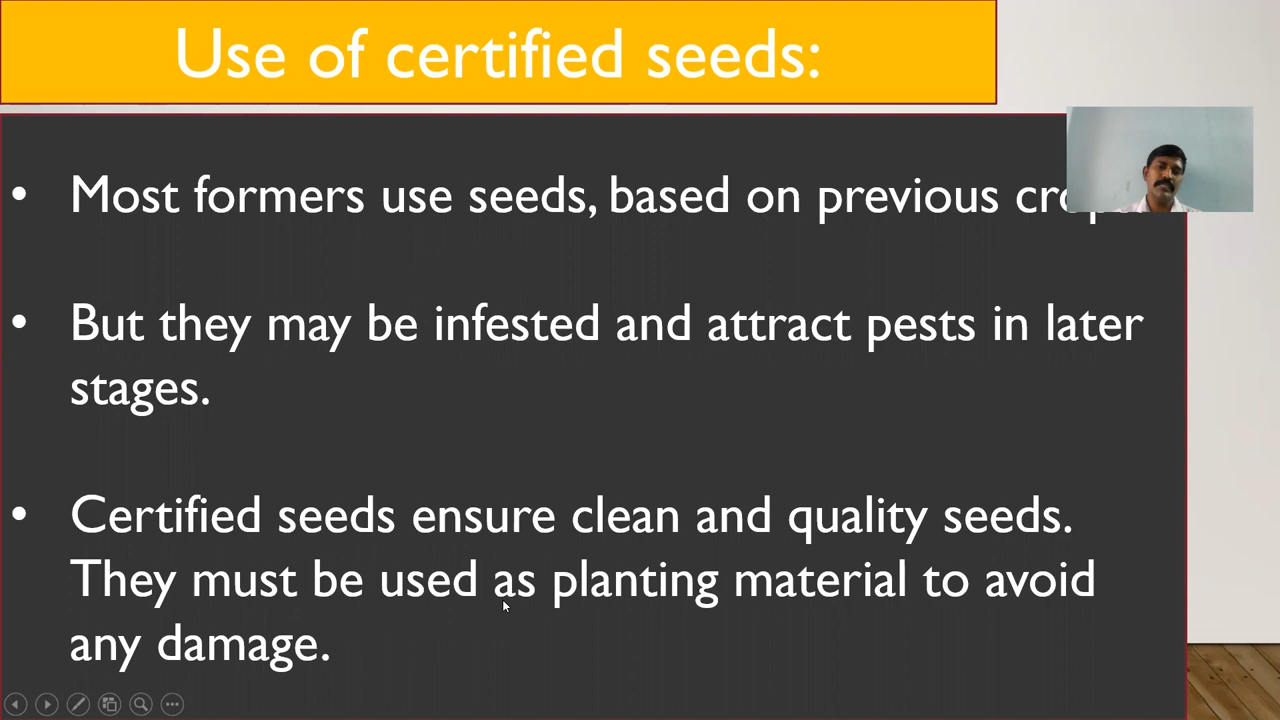 Use of certified seeds:
• Most formers use seeds, based on previous
• But they may be infested and attract pests in later
stages.
• Certified seeds ensure clean and quality seeds.
They must be used as planting material to avoid
any damage.